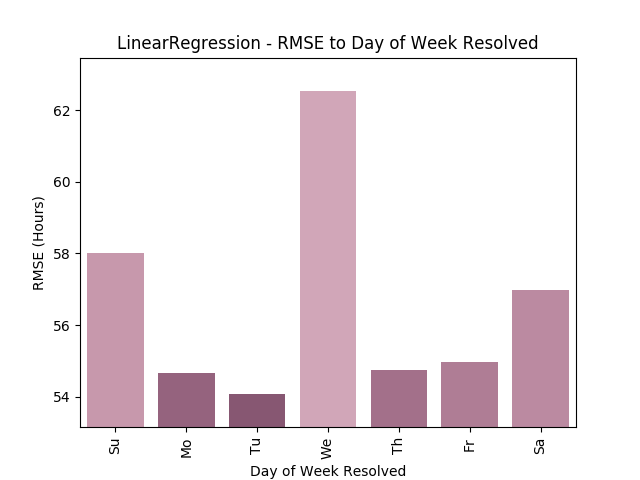 LinearRegression - RMSE to Day of Week Resolved
RMSE (Hours)
62
60
58
56
54
Su
Mo
Tu
We
Th
Fr
Sa
Day of Week Resolved